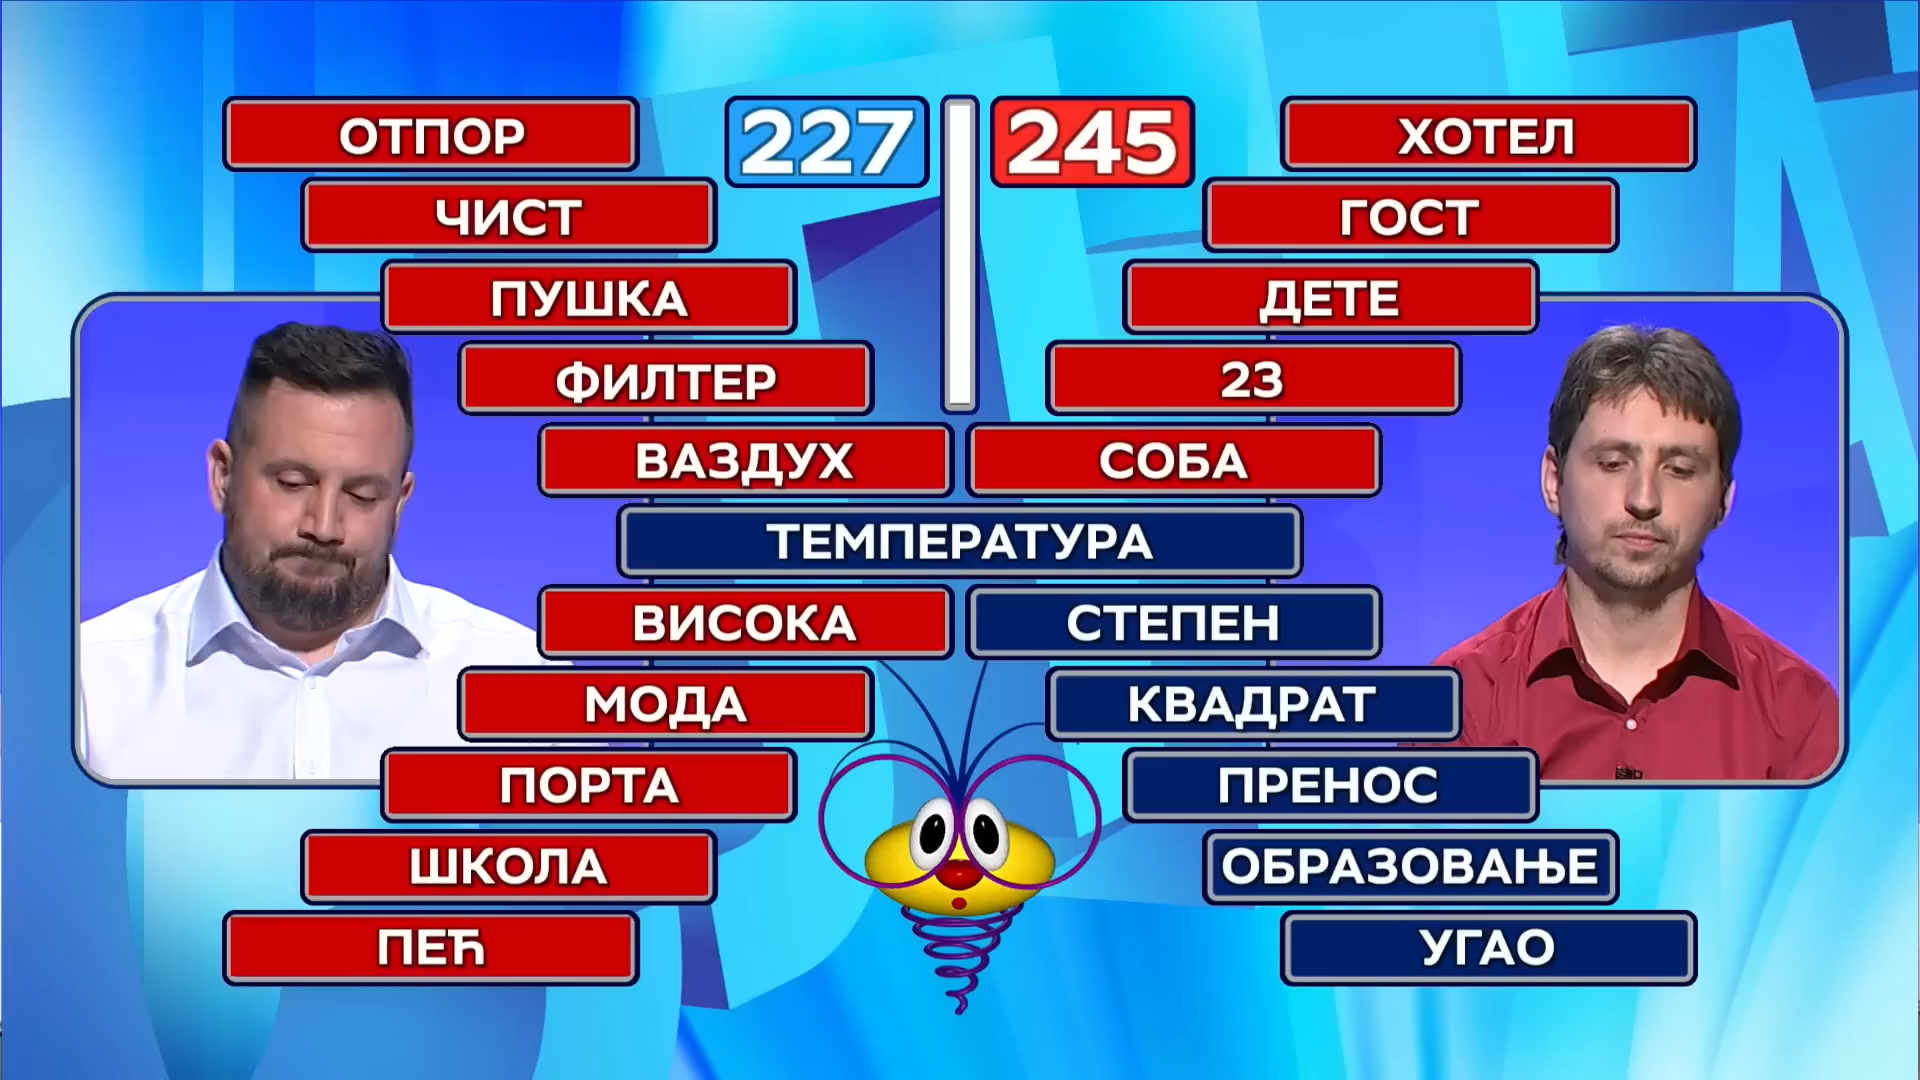 ОТПОР
227
245
ХОТЕЛ
ЧИСТ
ГОСТ
ПУШКА
ДЕТЕ
ФИЛТЕР
23
ВАЗДУХ
СОБА
ТЕМПЕРАТУРА
ВИСОКА
СТЕПЕН
МОДА
КВАДРАТ
ПОРТА
ПРЕНОС
ШКОЛА
ОБРАЗОВАЊЕ
ПЕЋ
УГАО